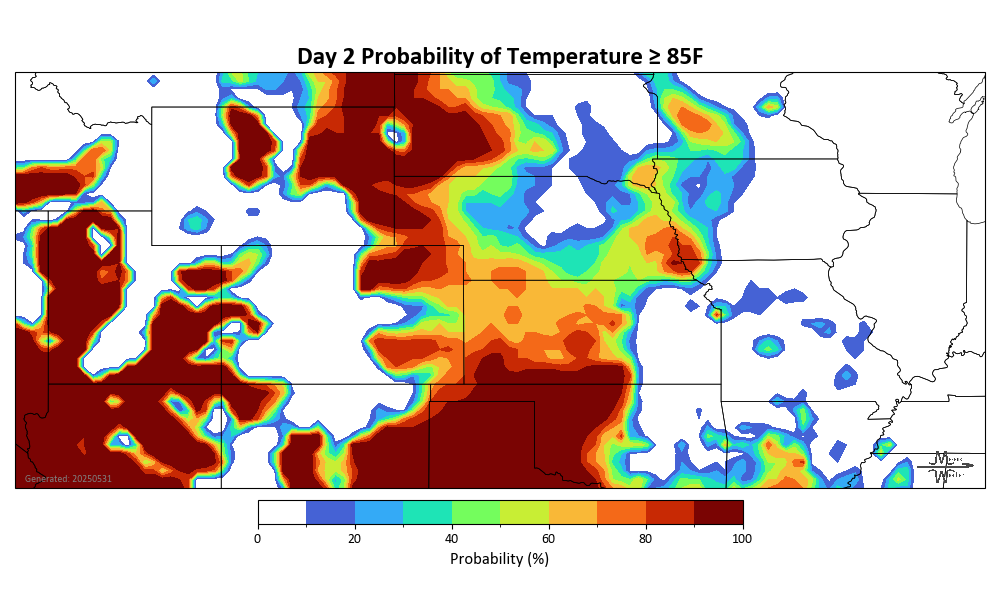 Day 2 Probability of Temperature ≥ 85F
Generated: 20250531
0 20 40 60 80 100
Probability (%)